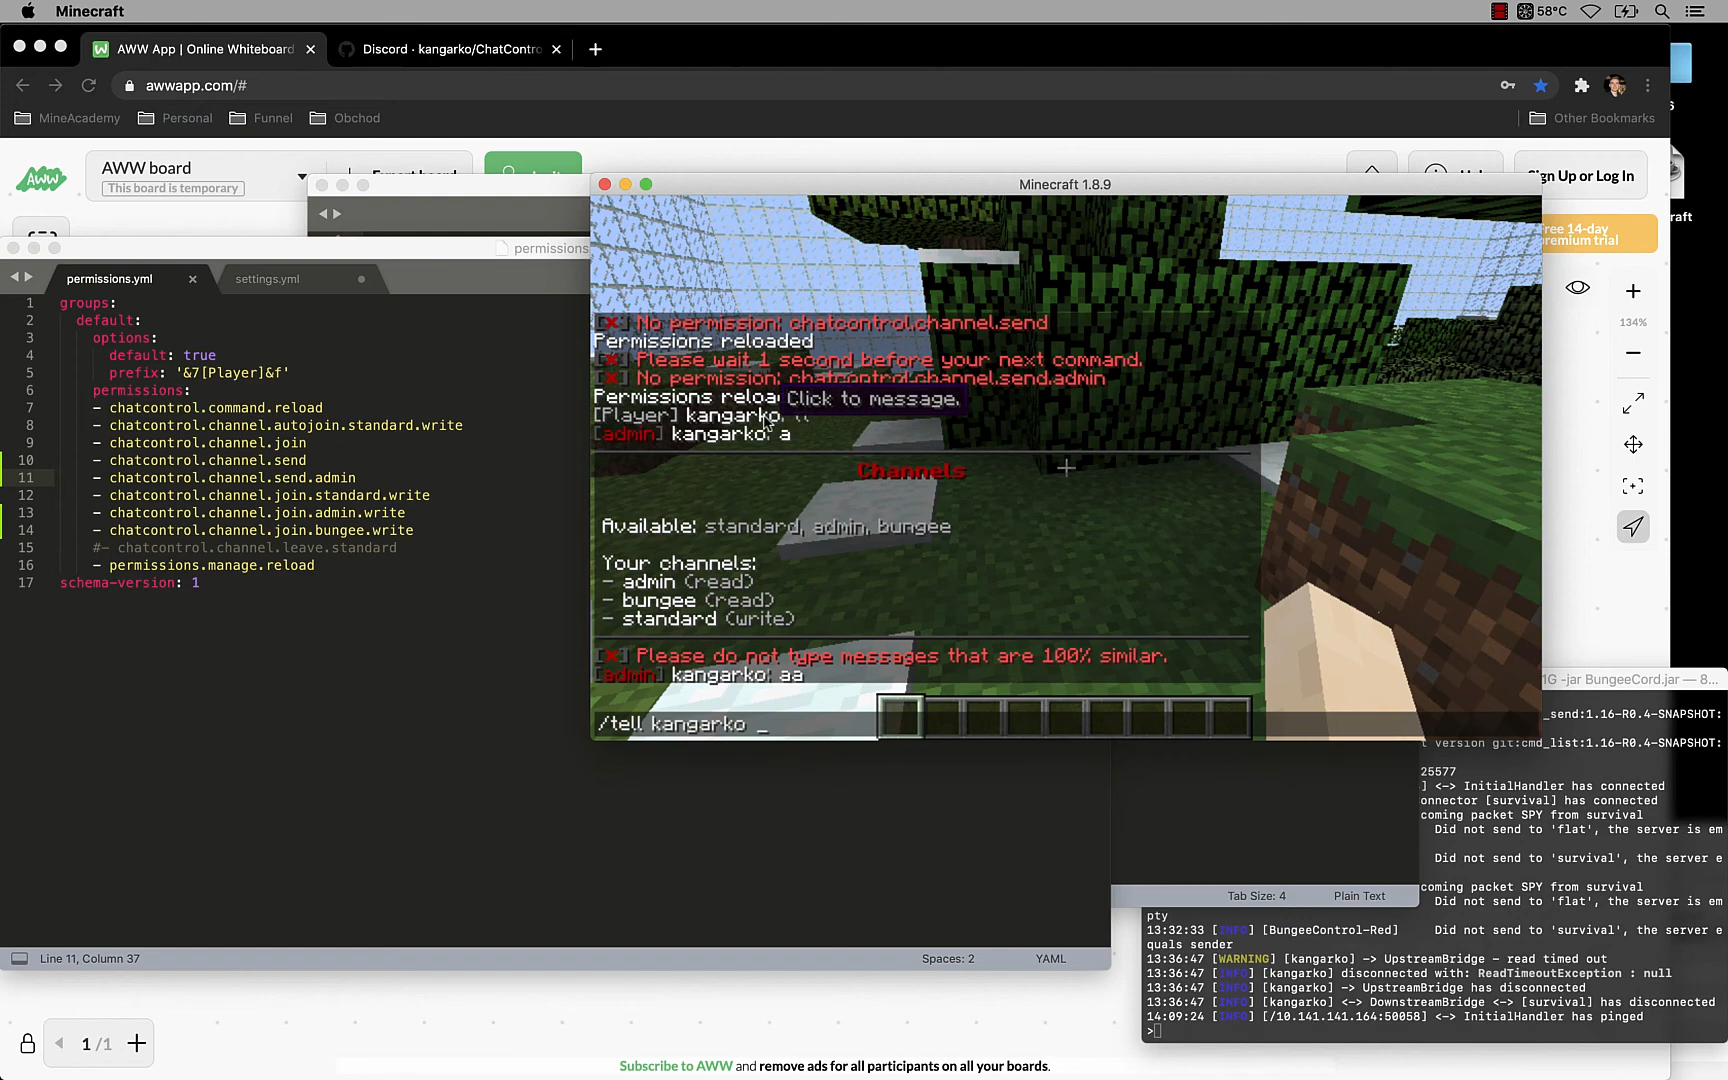 Minecraft
58°C
AWW App | Online Whiteboard
Discord · kangarko/ChatContro
awwapp.com/#
MineAcademy
Personal
Funnel
Obchod
Other Bookmarks
AWW
AWW board
This board is temporary
Sign Up or Log In
Free 14-day
premium trial
134%
permissions
permissions.yml
settings.yml
1 groups:
2 default:
3 options:
4 default: true
5 prefix: '&7[Player]&f'
6 permissions:
7 - chatcontrol.command.reload
8 - chatcontrol.channel.autojoin.standard.write
9 - chatcontrol.channel.join
10 - chatcontrol.channel.send
11 - chatcontrol.channel.send.admin
12 - chatcontrol.channel.join.standard.write
13 - chatcontrol.channel.join.admin.write
14 - chatcontrol.channel.join.bungee.write
15 #- chatcontrol.channel.leave.standard
16 - permissions.manage.reload
17 schema-version: 1
Line 11, Column 37
Spaces: 2
YAML
Minecraft 1.8.9
[✕] No permission: chatcontrol.channel.send
Permissions reloaded
[✕] Please wait 1 second before your next command.
[✕] No permission: chatcontrol.channel.send.admin
Permissions reloa
Click to message.
[Player] kangarko:
[admin] kangarko: a
Channels
Available: standard, admin, bungee
Your channels:
- admin (read)
- bungee (read)
- standard (write)
[✕] Please do not type messages that are 100% similar.
[admin] kangarko: aa
/tell kangarko _
Tab Size: 4
Plain Text
1G -jar BungeeCord.jar — 8...
_send:1.16-R0.4-SNAPSHOT:
t version git:cmd_list:1.16-R0.4-SNAPSHOT:
25577
] <-> InitialHandler has connected
onnector [survival] has connected
coming packet SPY from survival
Did not send to 'flat', the server is em
Did not send to 'survival', the server e
coming packet SPY from survival
Did not send to 'flat', the server is em
pty
13:32:33 [INFO] [BungeeControl-Red] Did not send to 'survival', the server e
quals sender
13:36:47 [WARNING] [kangarko] -> UpstreamBridge - read timed out
13:36:47 [INFO] [kangarko] disconnected with: ReadTimeoutException : null
13:36:47 [INFO] [kangarko] -> UpstreamBridge has disconnected
13:36:47 [INFO] [kangarko] <-> DownstreamBridge <-> [survival] has disconnected
14:09:24 [INFO] [/10.141.141.164:50058] <-> InitialHandler has pinged
>
1 /1
Subscribe to AWW and remove ads for all participants on all your boards.